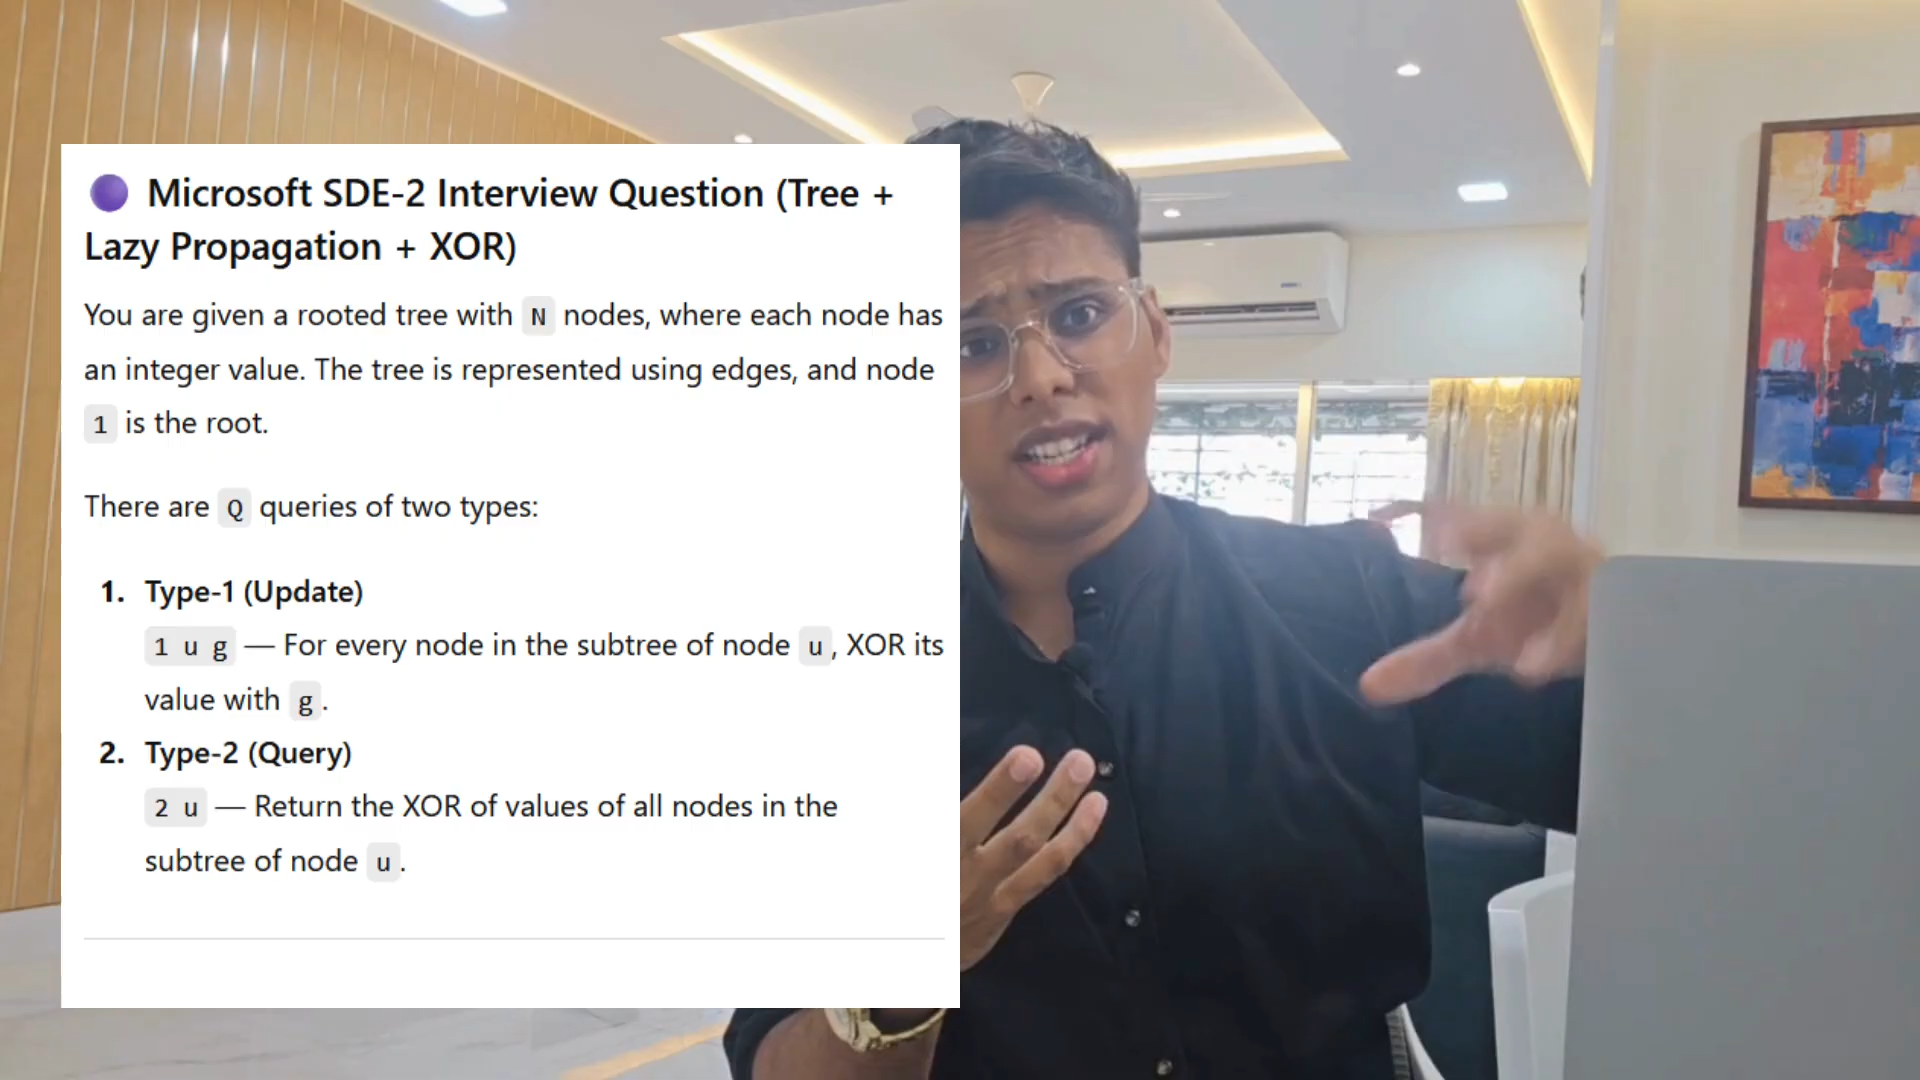 Microsoft SDE-2 Interview Question (Tree +
Lazy Propagation + XOR)
You are given a rooted tree with N nodes, where each node has
an integer value. The tree is represented using edges, and node
1 is the root.
There are Q queries of two types:
1. Type-1 (Update)
1 u g — For every node in the subtree of node u, XOR its
value with g.
2. Type-2 (Query)
2 u — Return the XOR of values of all nodes in the
subtree of node u.